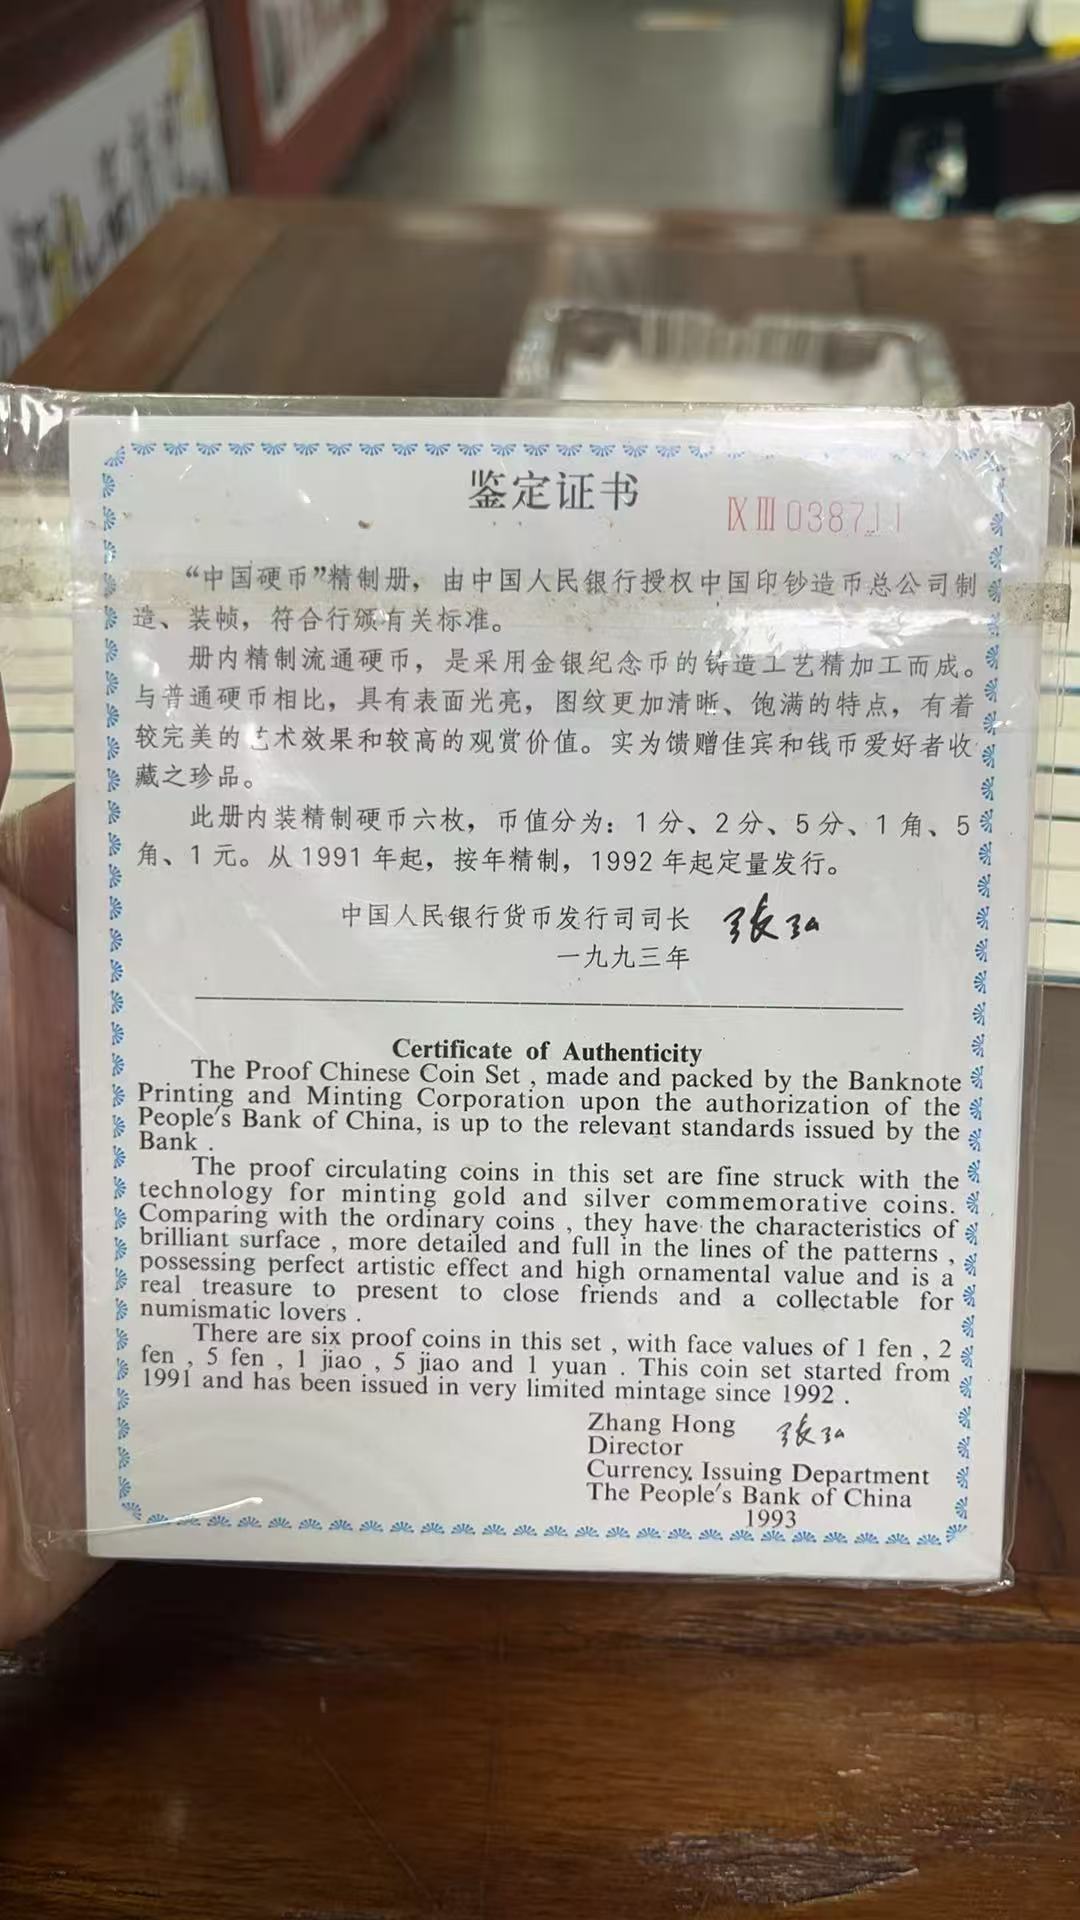 鉴定证书
ⅨⅢ038711
“中国硬币”精制册，由中国人民银行授权中国印钞造币总公司制
造、装帧，符合行颁有关标准。
册内精制流通硬币，是采用金银纪念币的铸造工艺精加工而成。
与普通硬币相比，具有表面光亮，图纹更加清晰、饱满的特点，有着
较完美的艺术效果和较高的观赏价值。实为馈赠佳宾和钱币爱好者收
藏之珍品。
此册内装精制硬币六枚，币值分为：1分、2分、5分、1角、5
角、1元。从1991年起，按年精制，1992年起定量发行。
中国人民银行货币发行司司长 张弘
一九九三年
Certificate of Authenticity
The Proof Chinese Coin Set , made and packed by the Banknote
Printing and Minting Corporation upon the authorization of the
People's Bank of China, is up to the relevant standards issued by the
Bank .
The proof circulating coins in this set are fine struck with the
technology for minting gold and silver commemorative coins.
Comparing with the ordinary coins , they have the characteristics of
brilliant surface , more detailed and full in the lines of the patterns ,
possessing perfect artistic effect and high ornamental value and is a
real treasure to present to close friends and a collectable for
numismatic lovers .
There are six proof coins in this set , with face values of 1 fen , 2
fen , 5 fen , 1 jiao , 5 jiao and 1 yuan . This coin set started from
1991 and has been issued in very limited mintage since 1992 .
Zhang Hong 张弘
Director
Currency Issuing Department
The People's Bank of China
1993